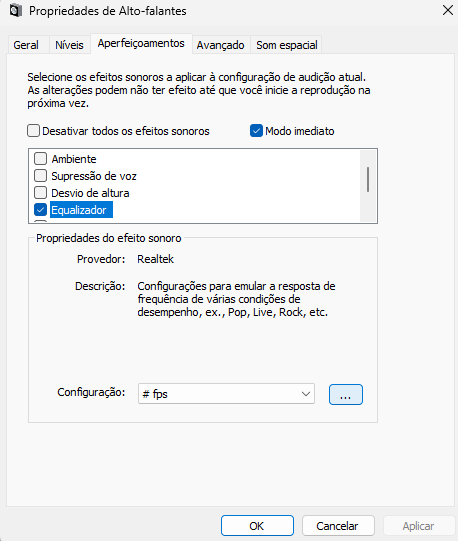 Propriedades de Alto-falantes
Geral Níveis Aperfeiçoamentos Avançado Som espacial
Selecione os efeitos sonoros a aplicar à configuração de audição atual.
As alterações podem não ter efeito até que você inicie a reprodução na
próxima vez.
Desativar todos os efeitos sonoros Modo imediato
Ambiente
Supressão de voz
Desvio de altura
Equalizador
Propriedades do efeito sonoro
Provedor: Realtek
Descrição: Configurações para emular a resposta de
frequência de várias condições de
desempenho, ex., Pop, Live, Rock, etc.
Configuração: # fps ...
OK Cancelar Aplicar